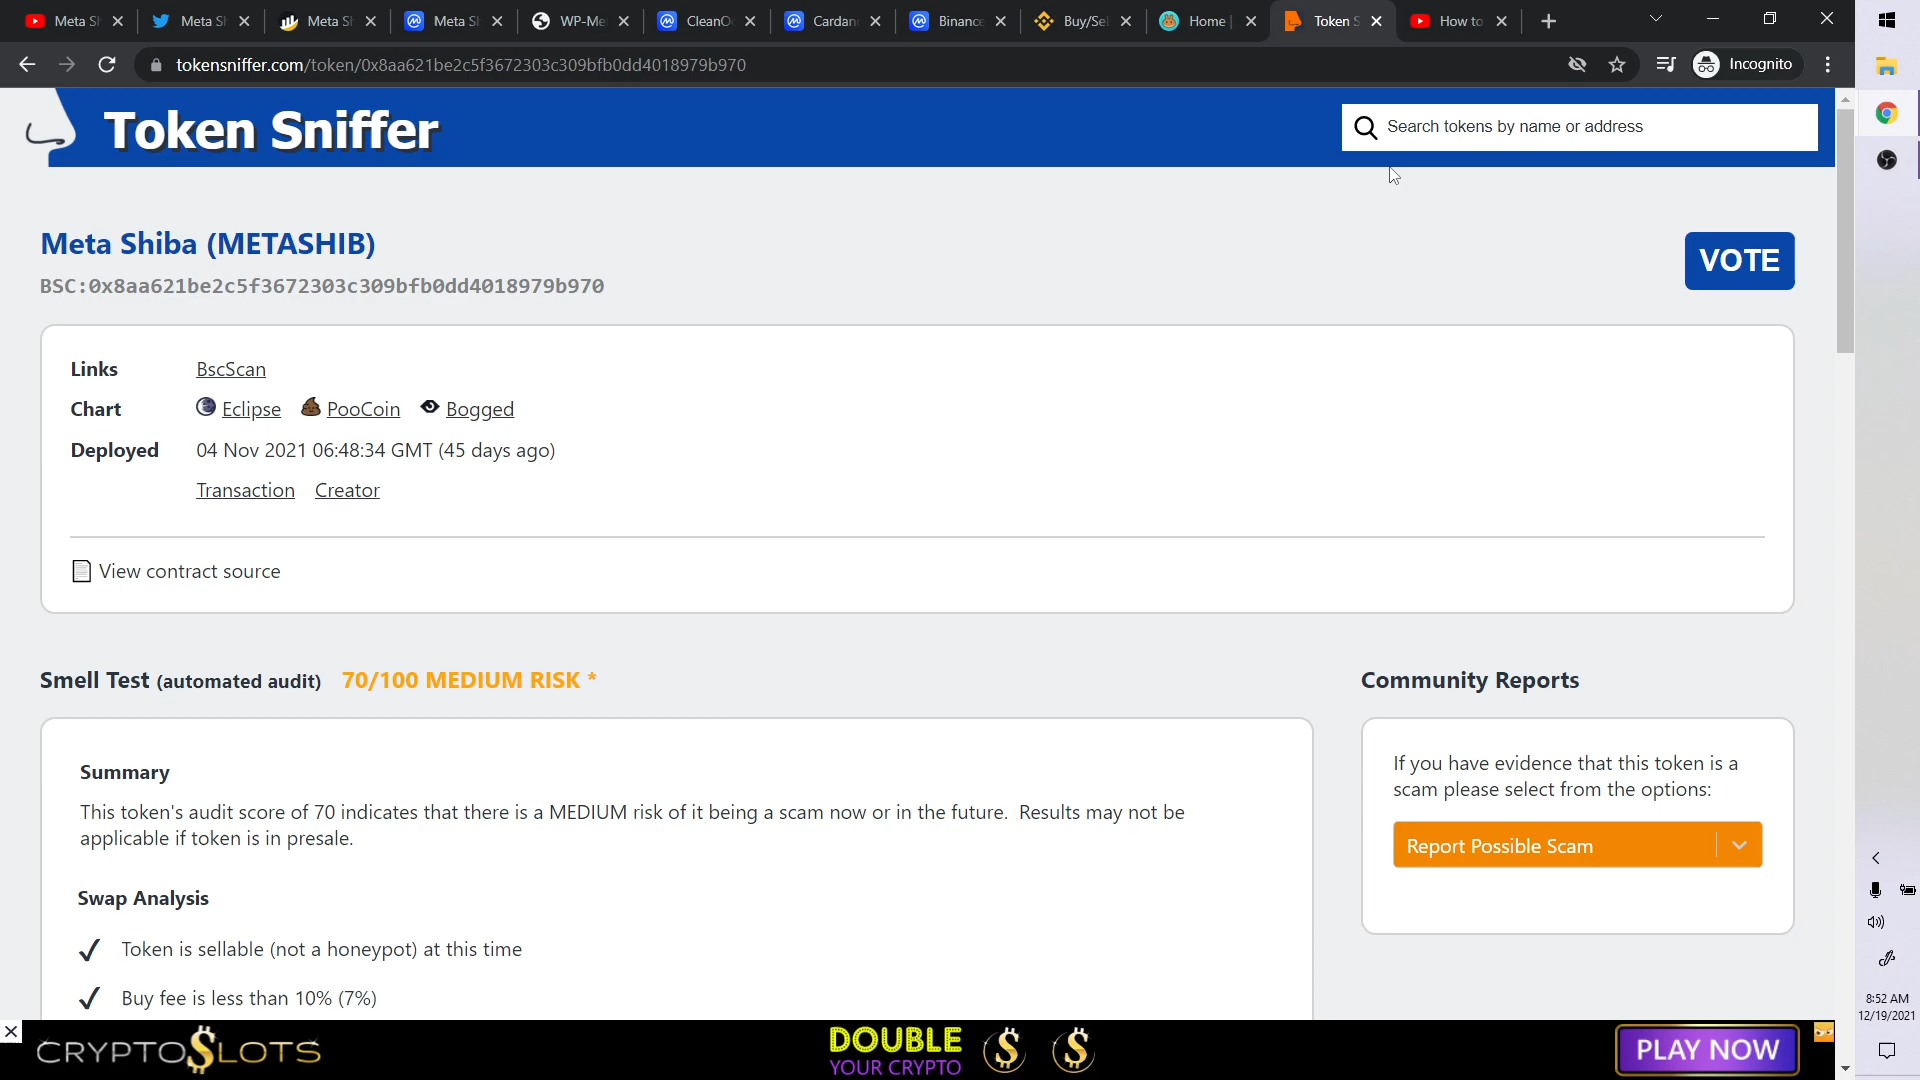 Meta Sh
Meta Sh
Meta Sh
Meta Sh
WP-Me
CleanO
Cardan
Binance
Buy/Sel
Home |
Token S
How to
tokensniffer.com/token/0x8aa621be2c5f3672303c309bfb0dd4018979b970
Incognito
Token Sniffer
Search tokens by name or address
Meta Shiba (METASHIB)
VOTE
BSC:0x8aa621be2c5f3672303c309bfb0dd4018979b970
Links BscScan
Chart Eclipse PooCoin Bogged
Deployed 04 Nov 2021 06:48:34 GMT (45 days ago)
Transaction Creator
View contract source
Smell Test (automated audit) 70/100 MEDIUM RISK *
Summary
This token's audit score of 70 indicates that there is a MEDIUM risk of it being a scam now or in the future. Results may not be
applicable if token is in presale.
Swap Analysis
Token is sellable (not a honeypot) at this time
Buy fee is less than 10% (7%)
Community Reports
If you have evidence that this token is a
scam please select from the options:
Report Possible Scam
CRYPTO$LOTS
DOUBLE
YOUR CRYPTO
PLAY NOW
8:52 AM
12/19/2021